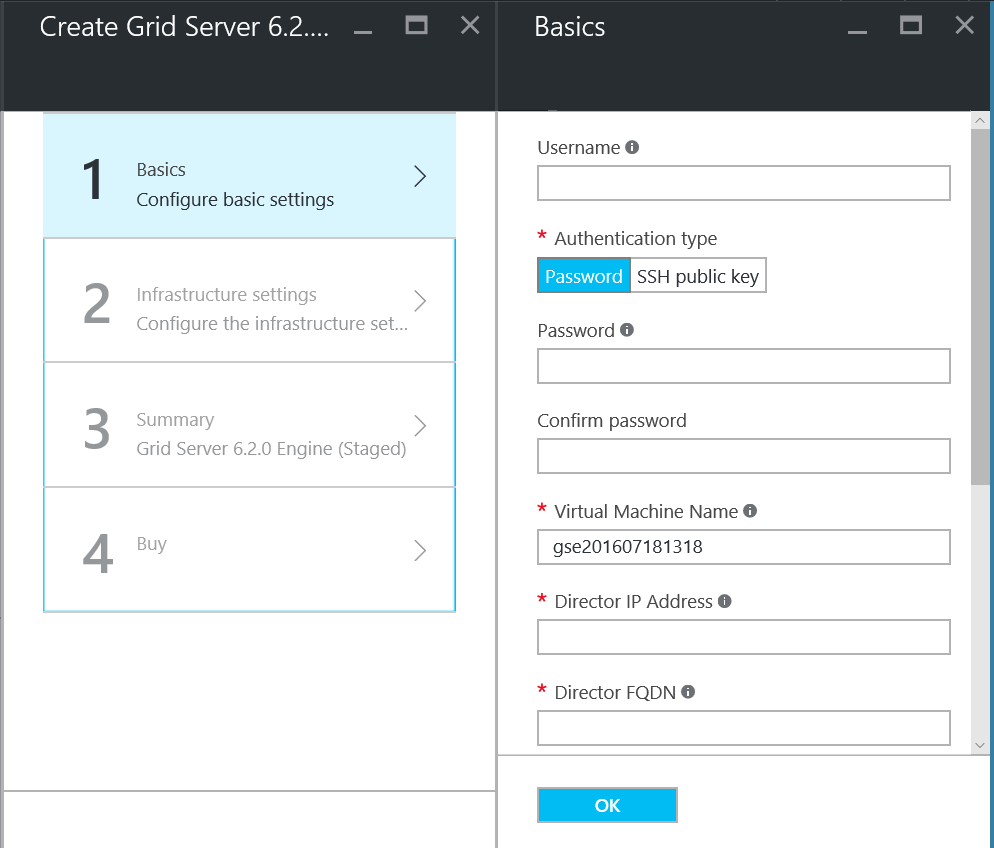 Create Grid Server 6.2....
1
Basics
Configure basic settings
2
Infrastructure settings
Configure the infrastructure set...
3
Summary
Grid Server 6.2.0 Engine (Staged)
4
Buy
Basics
Username
* Authentication type
Password SSH public key
Password
Confirm password
* Virtual Machine Name
gse201607181318
* Director IP Address
* Director FQDN
OK